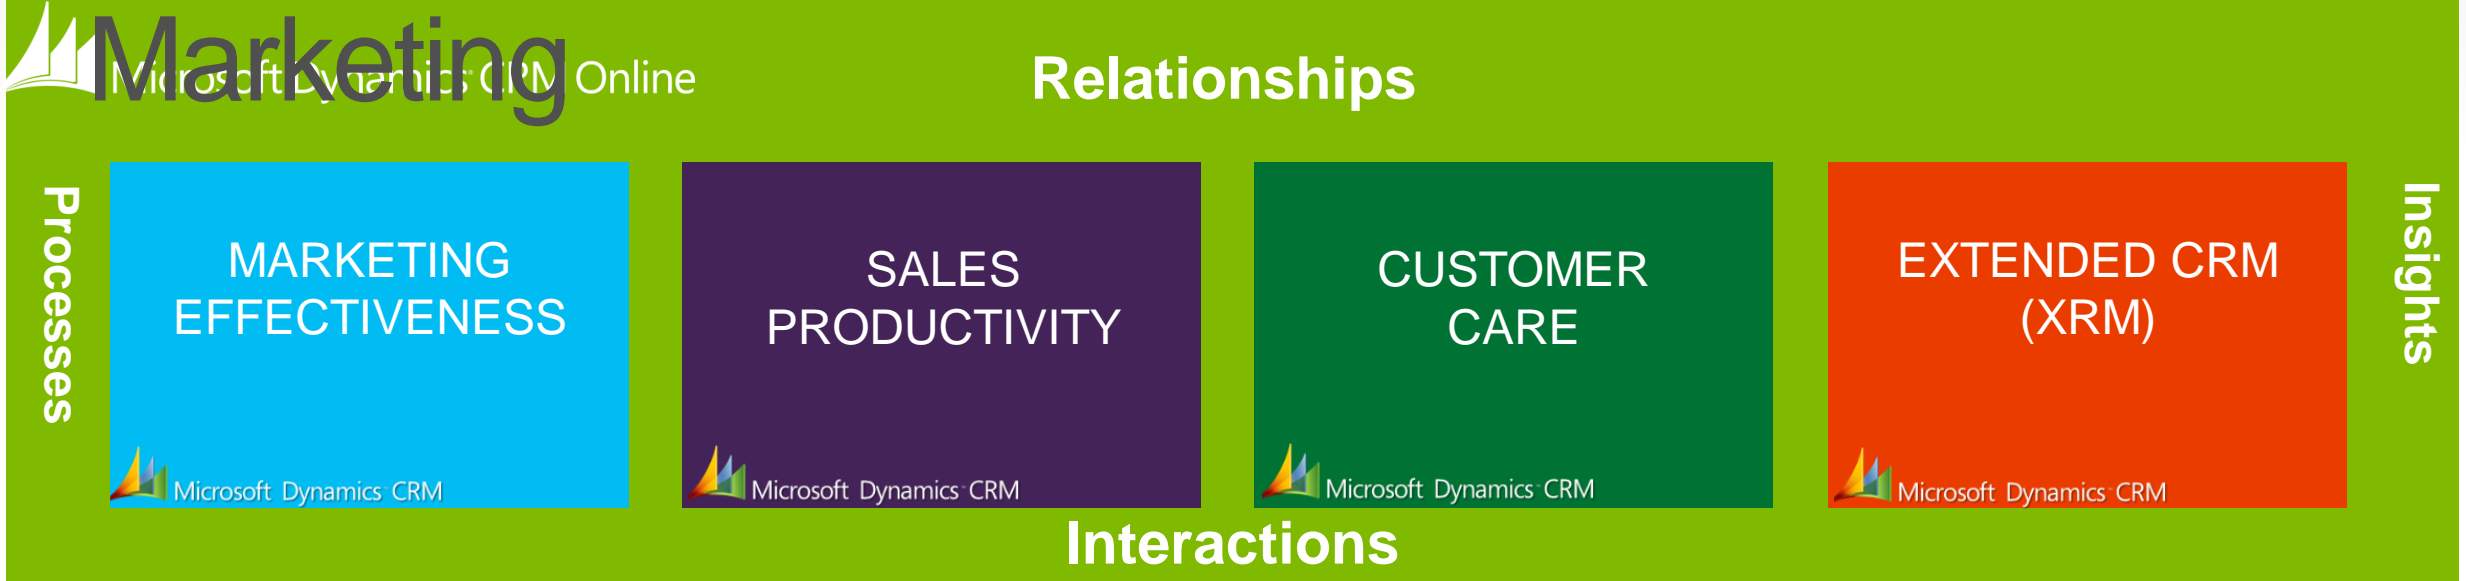 Marketing
Microsoft Dynamics CRM Online
Relationships
Processes
MARKETING
EFFECTIVENESS
Microsoft Dynamics CRM
SALES
PRODUCTIVITY
Microsoft Dynamics CRM
CUSTOMER
CARE
Microsoft Dynamics CRM
EXTENDED CRM
(XRM)
Microsoft Dynamics CRM
Insights
Interactions